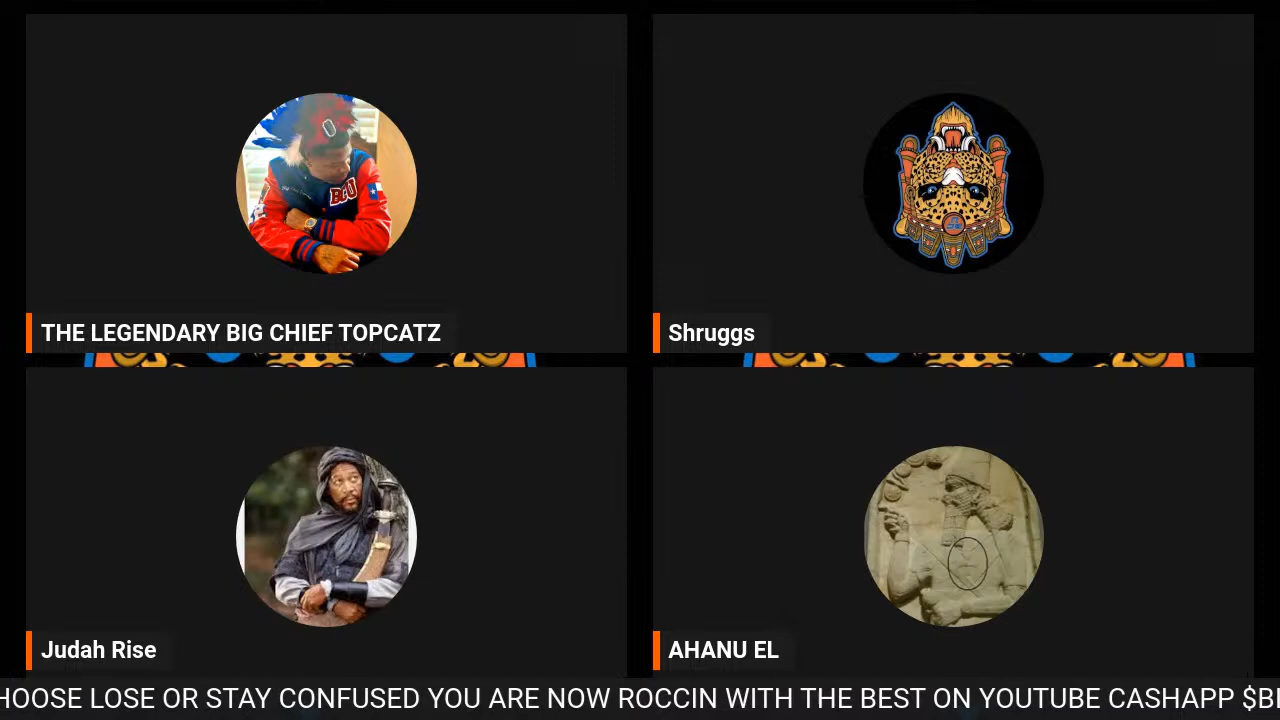 BCU
THE LEGENDARY BIG CHIEF TOPCATZ
Shruggs
Judah Rise
AHANU EL
HOOSE LOSE OR STAY CONFUSED YOU ARE NOW ROCCIN WITH THE BEST ON YOUTUBE CASHAPP $B